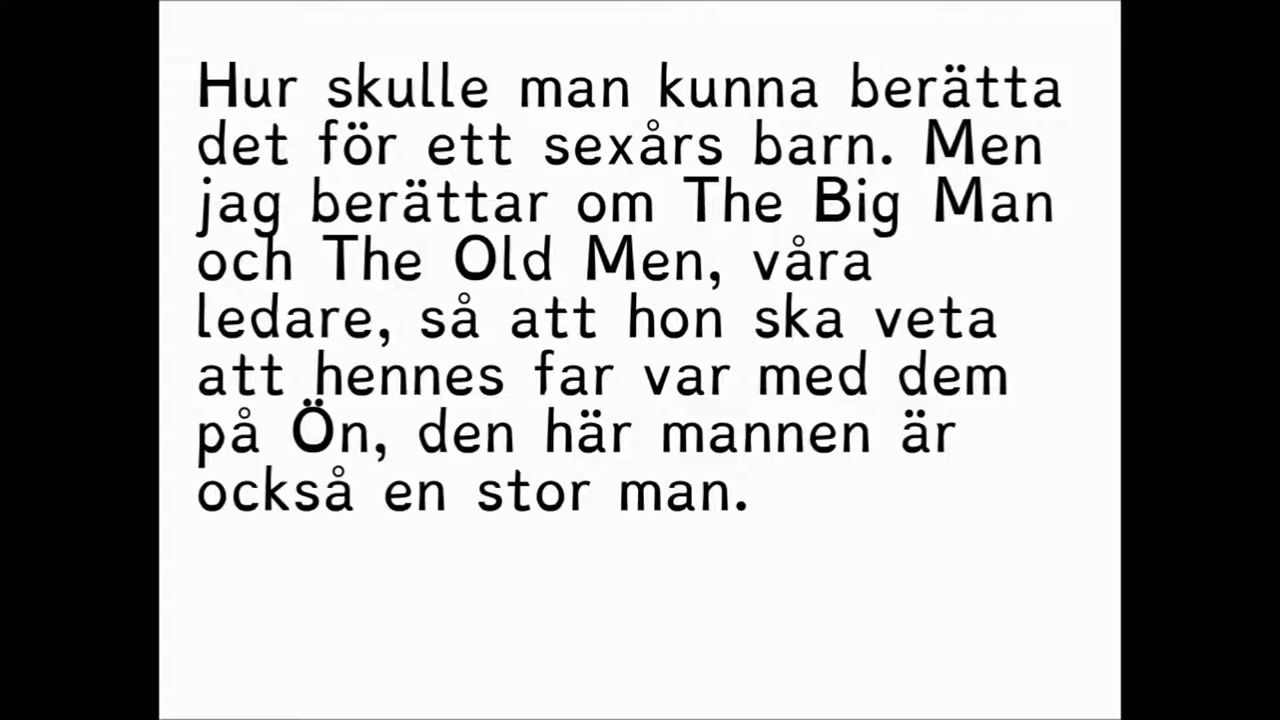 Hur skulle man kunna berätta
det för ett sexårs barn. Men
jag berättar om The Big Man
och The Old Men, våra
ledare, så att hon ska veta
att hennes far var med dem
på Ön, den här mannen är
också en stor man.